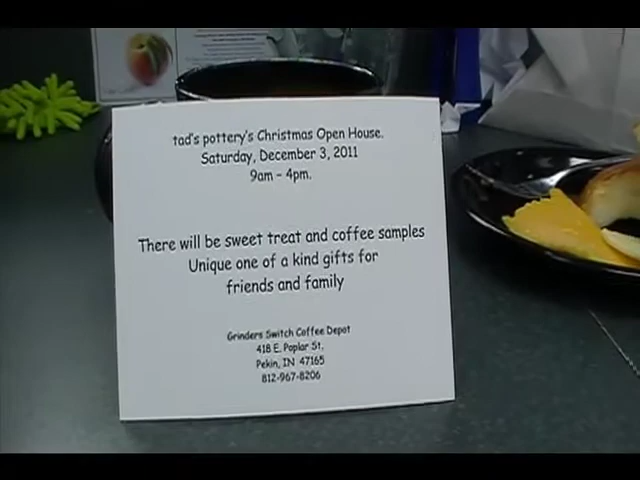 tad's pottery's Christmas Open House.
Saturday, December 3, 2011
9am - 4pm.
There will be sweet treat and coffee samples
Unique one of a kind gifts for
friends and family
Grinders Switch Coffee Depot
418 E. Poplar St.
Pekin, IN 47165
812-967-8206